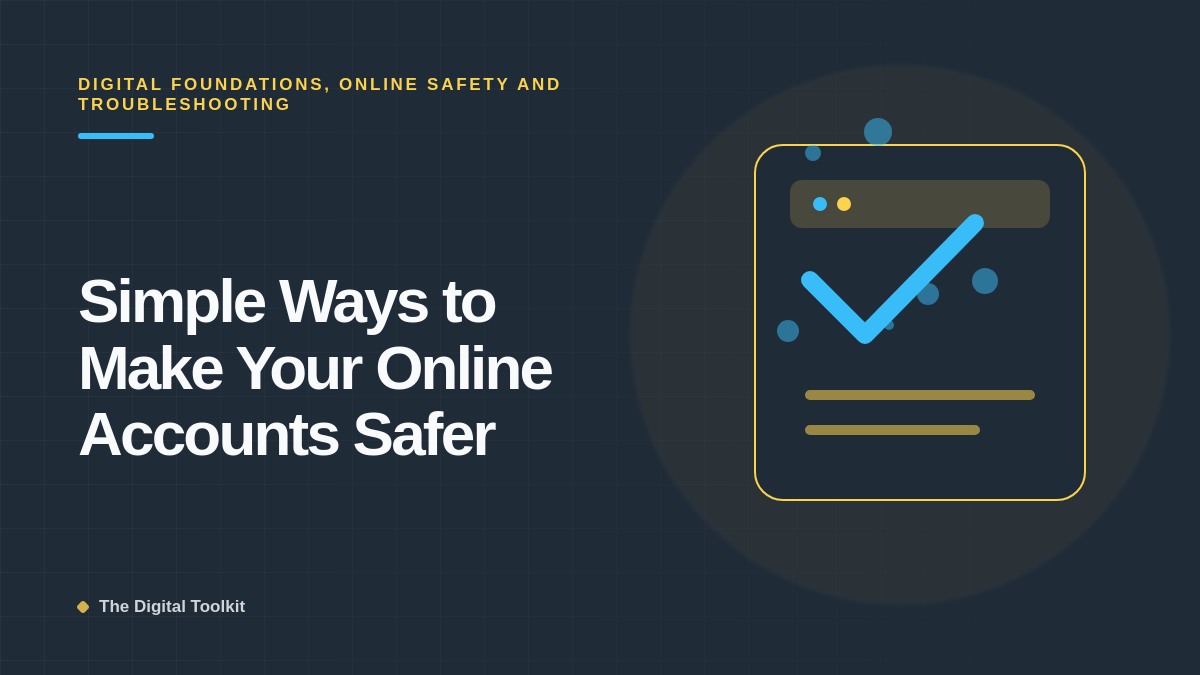 DIGITAL FOUNDATIONS, ONLINE SAFETY AND
TROUBLESHOOTING
Simple Ways to
Make Your Online
Accounts Safer
The Digital Toolkit